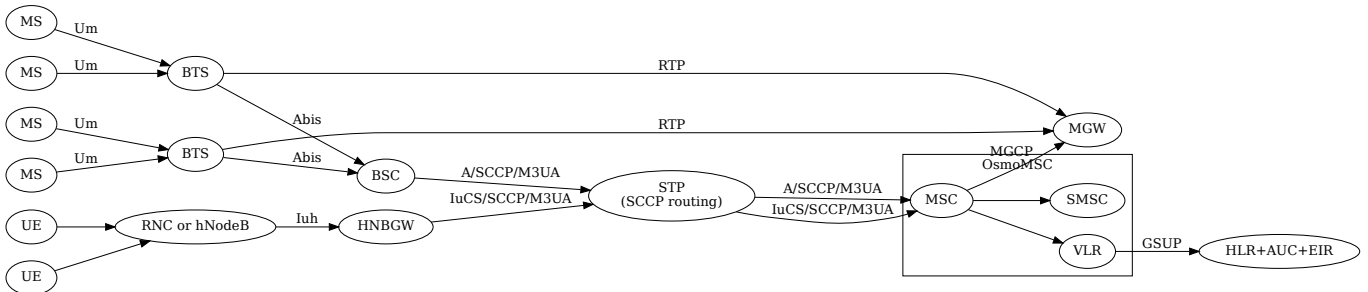 MS
Um
MS
Um
BTS
RTP
MS
Um
Abis
RTP
MGW
MS
Um
BTS
Abis
BSC
A/SCCP/M3UA
STP
(SCCP routing)
A/SCCP/M3UA
MGCP
OsmoMSC
MSC
SMSC
IuCS/SCCP/M3UA
IuCS/SCCP/M3UA
UE
RNC or hNodeB
Iuh
HNBGW
VLR
GSUP
HLR+AUC+EIR
UE